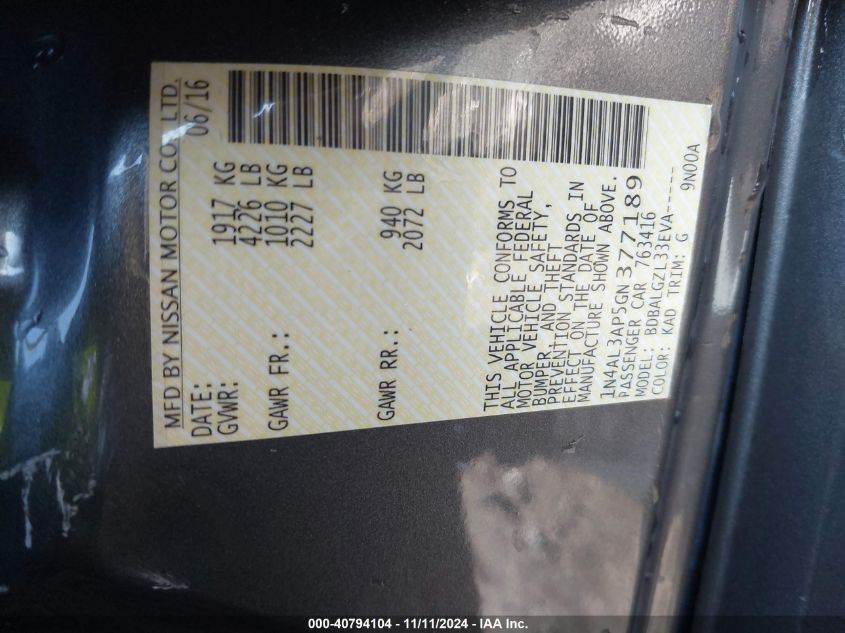 MFD BY NISSAN MOTOR CO., LTD.
DATE: 06/16
GVWR: 1917 KG
4226 LB
GAWR FR.: 1010 KG
2227 LB
GAWR RR.: 940 KG
2072 LB
THIS VEHICLE CONFORMS TO
ALL APPLICABLE FEDERAL
MOTOR VEHICLE SAFETY,
BUMPER, AND THEFT
PREVENTION STANDARDS IN
EFFECT ON THE DATE OF
MANUFACTURE SHOWN ABOVE.
1N4AL3AP5GN377189
PASSENGER CAR 763416
MODEL: BDBALGZL33EVA-----
COLOR: KAD TRIM: G 9N00A
000-40794104 - 11/11/2024 - IAA Inc.